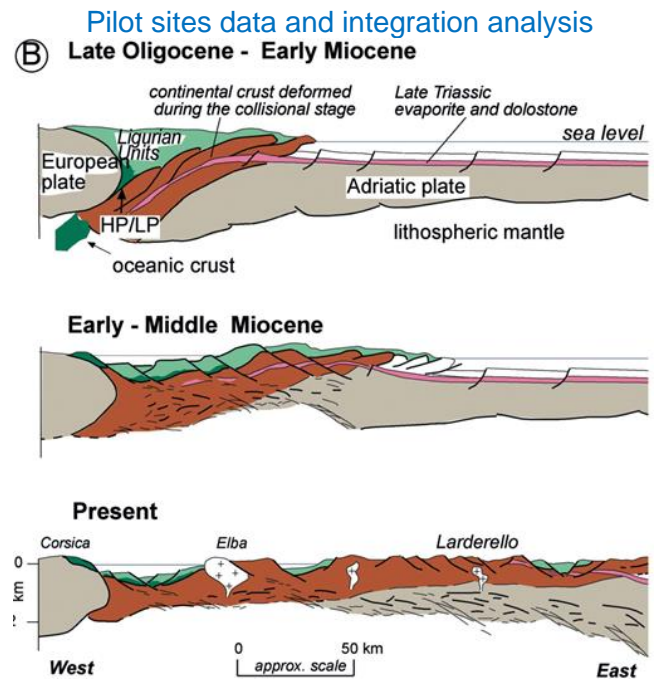 Pilot sites data and integration analysis
B Late Oligocene - Early Miocene
continental crust deformed
during the collisional stage
Late Triassic
evaporite and dolostone
sea level
Ligurian
Units
European
plate
Adriatic plate
HP/LP
lithospheric mantle
oceanic crust
Early - Middle Miocene
Present
Corsica
Elba
Larderello
0
km
0
50 km
approx. scale
West
East